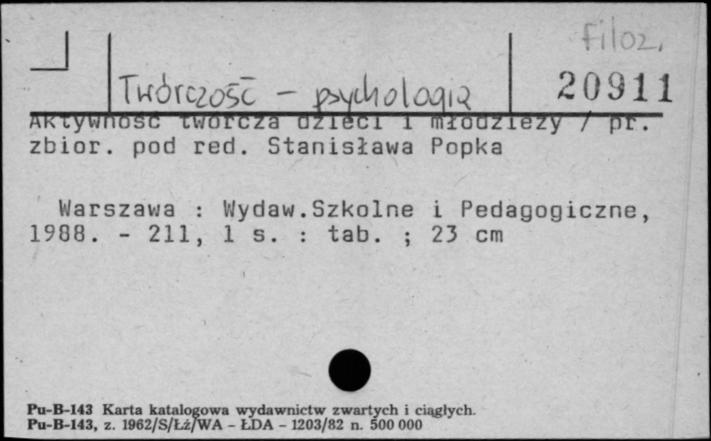 Filoz.
Twórczość - psychologia
20911
Aktywność twórcza dzieci i młodzieży / pr.
zbior. pod red. Stanisława Popka
Warszawa : Wydaw.Szkolne i Pedagogiczne,
1988. - 211, 1 s. : tab. ; 23 cm
Pu-B-143 Karta katalogowa wydawnictw zwartych i ciągłych.
Pu-B-143, z. 1962/S/Łź/WA - ŁDA - 1203/82 n. 500 000